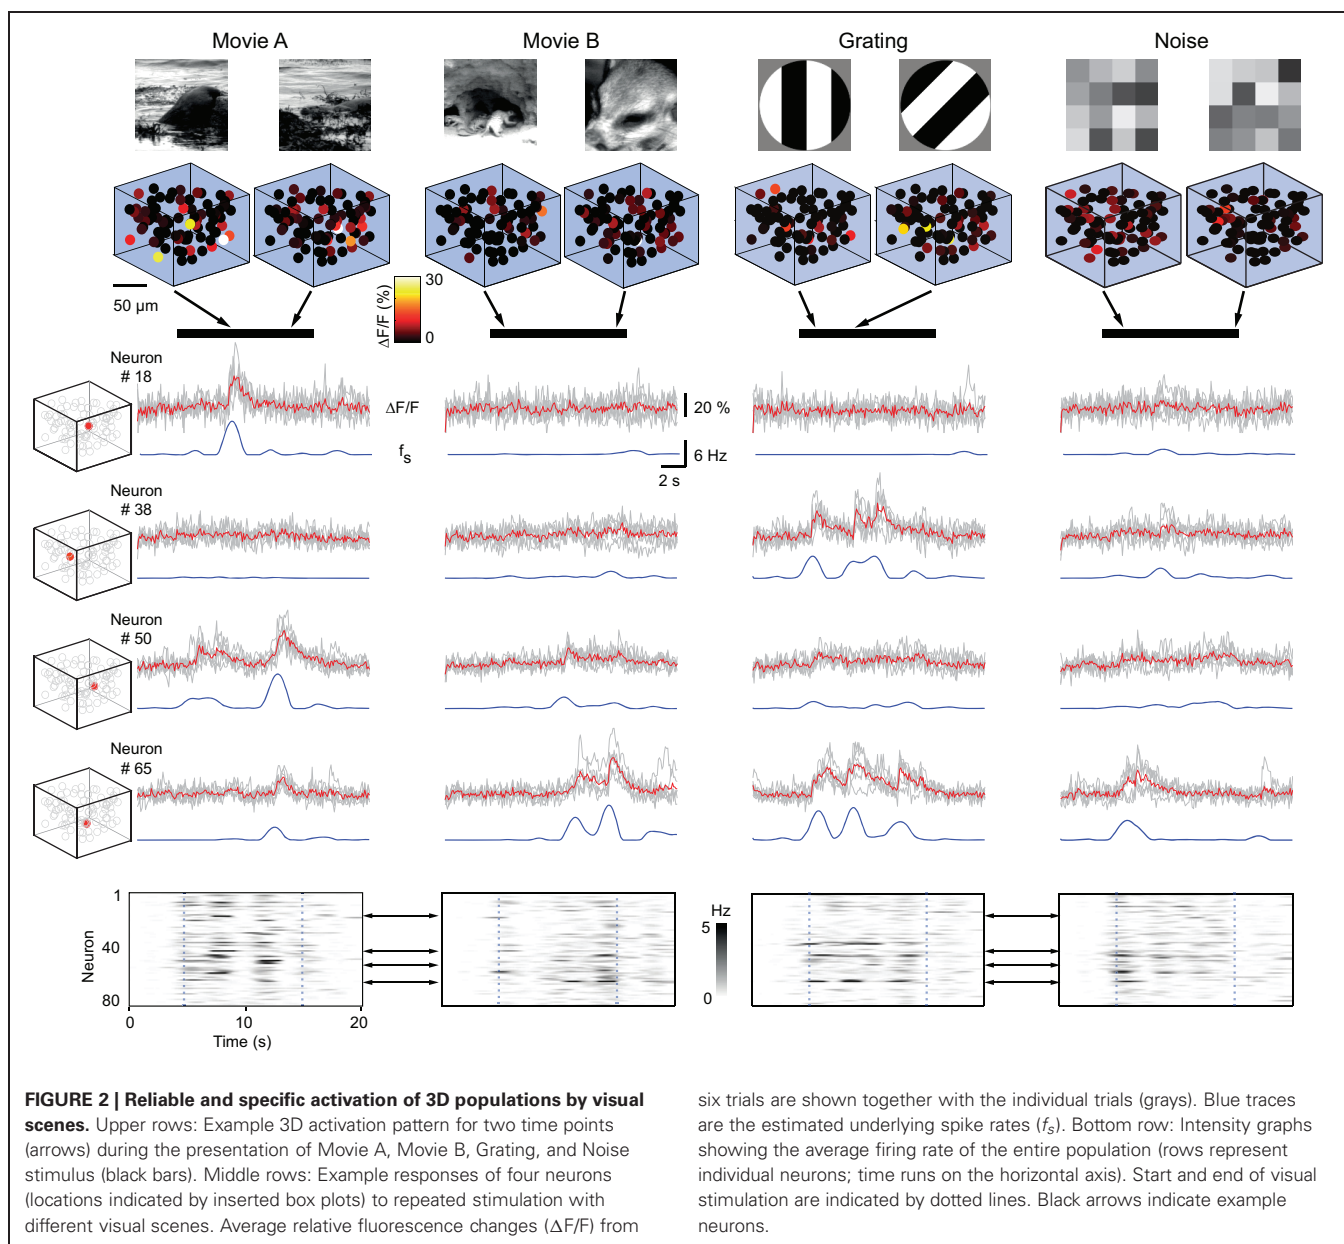 Movie A Movie B Grating Noise
50 µm
ΔF/F (%)
30
0
Neuron
# 18
ΔF/F
fs
20 %
6 Hz
2 s
Neuron
# 38
Neuron
# 50
Neuron
# 65
Neuron
1
40
80
0 10 20
Time (s)
Hz
5
0
FIGURE 2 | Reliable and specific activation of 3D populations by visual
scenes. Upper rows: Example 3D activation pattern for two time points
(arrows) during the presentation of Movie A, Movie B, Grating, and Noise
stimulus (black bars). Middle rows: Example responses of four neurons
(locations indicated by inserted box plots) to repeated stimulation with
different visual scenes. Average relative fluorescence changes (ΔF/F) from
six trials are shown together with the individual trials (grays). Blue traces
are the estimated underlying spike rates (fs). Bottom row: Intensity graphs
showing the average firing rate of the entire population (rows represent
individual neurons; time runs on the horizontal axis). Start and end of visual
stimulation are indicated by dotted lines. Black arrows indicate example
neurons.